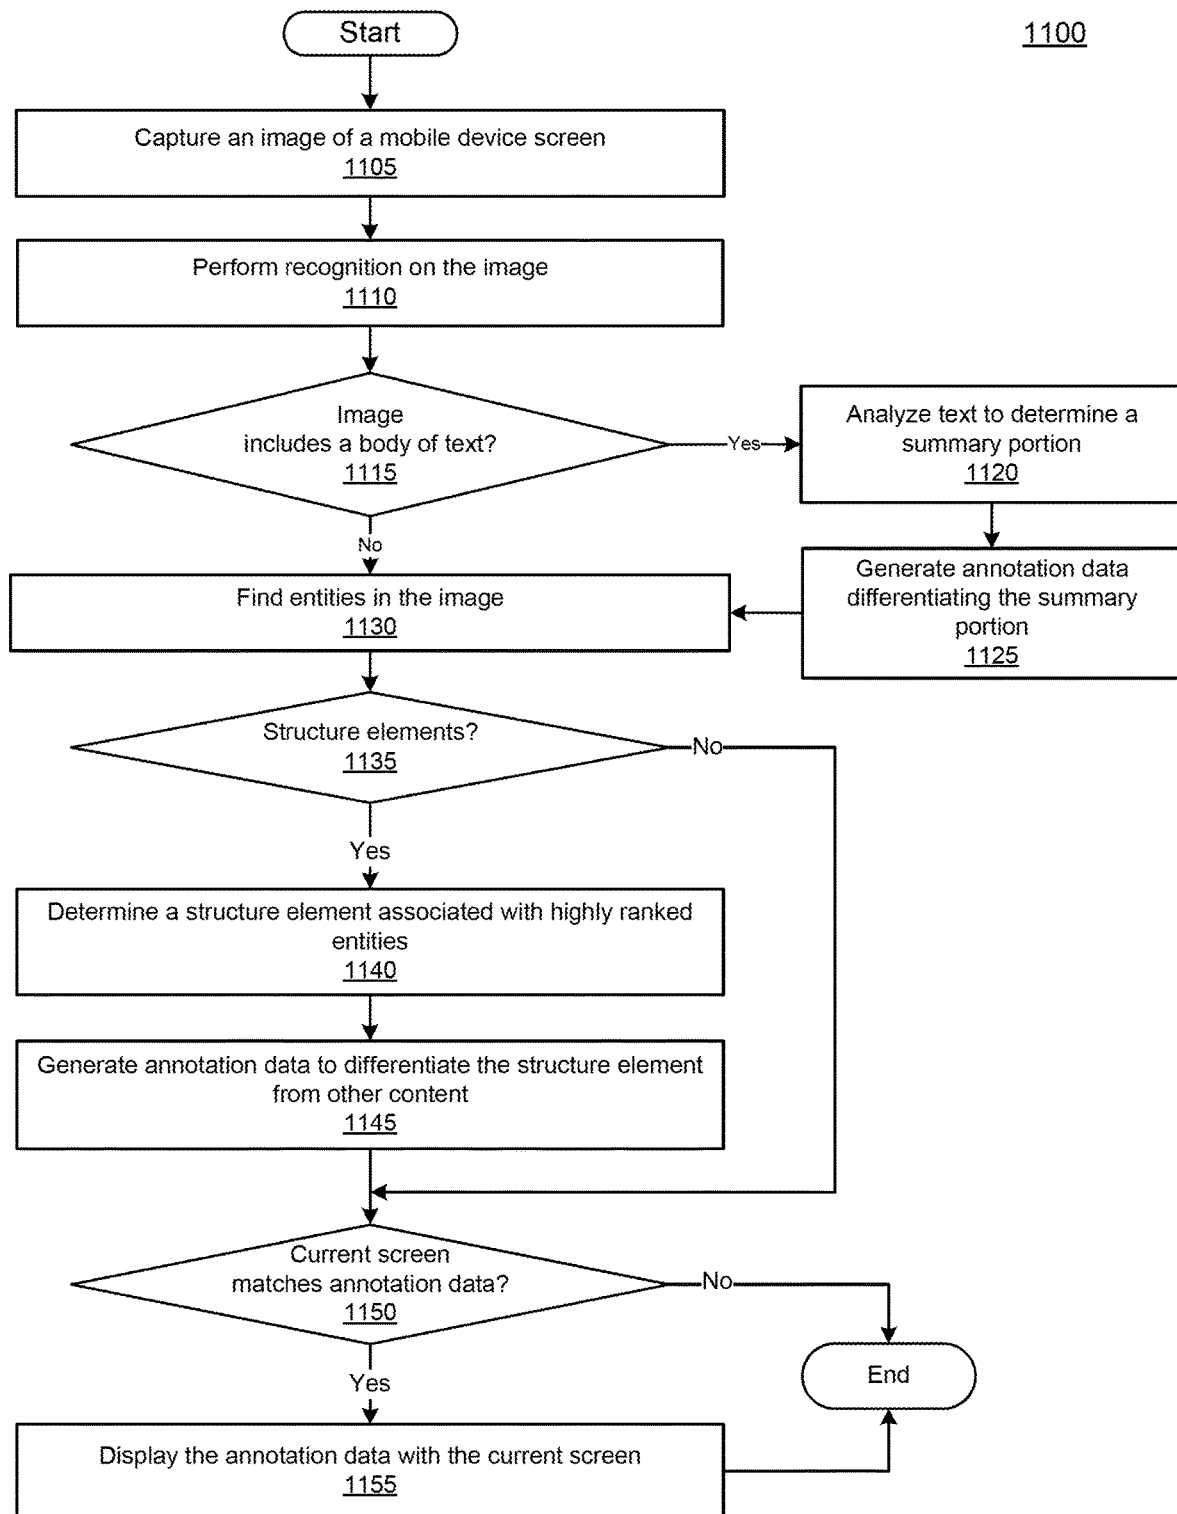 Start
1100
Capture an image of a mobile device screen
1105
Perform recognition on the image
1110
Image
includes a body of text?
1115
Yes
Analyze text to determine a
summary portion
1120
No
Generate annotation data
differentiating the summary
portion
1125
Find entities in the image
1130
Structure elements?
1135
No
Yes
Determine a structure element associated with highly ranked
entities
1140
Generate annotation data to differentiate the structure element
from other content
1145
Current screen
matches annotation data?
1150
No
Yes
End
Display the annotation data with the current screen
1155